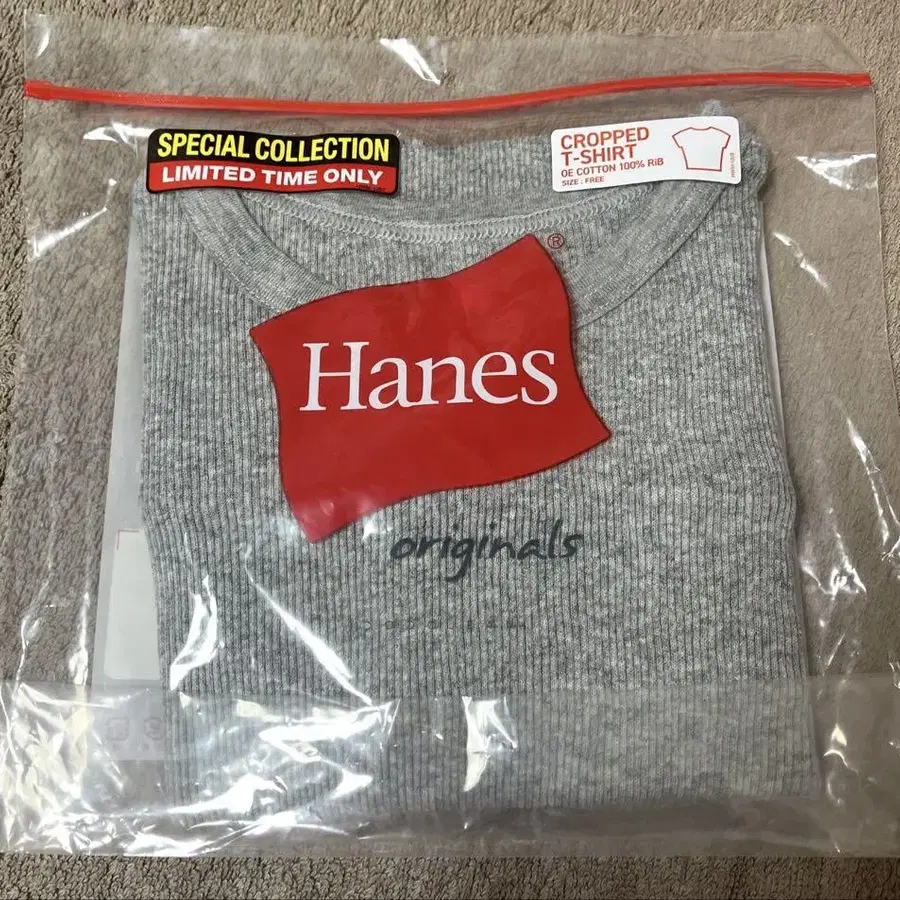 SPECIAL COLLECTION
LIMITED TIME ONLY
CROPPED
T-SHIRT
OE COTTON 100% RiB
SIZE : FREE
®
Hanes
originals